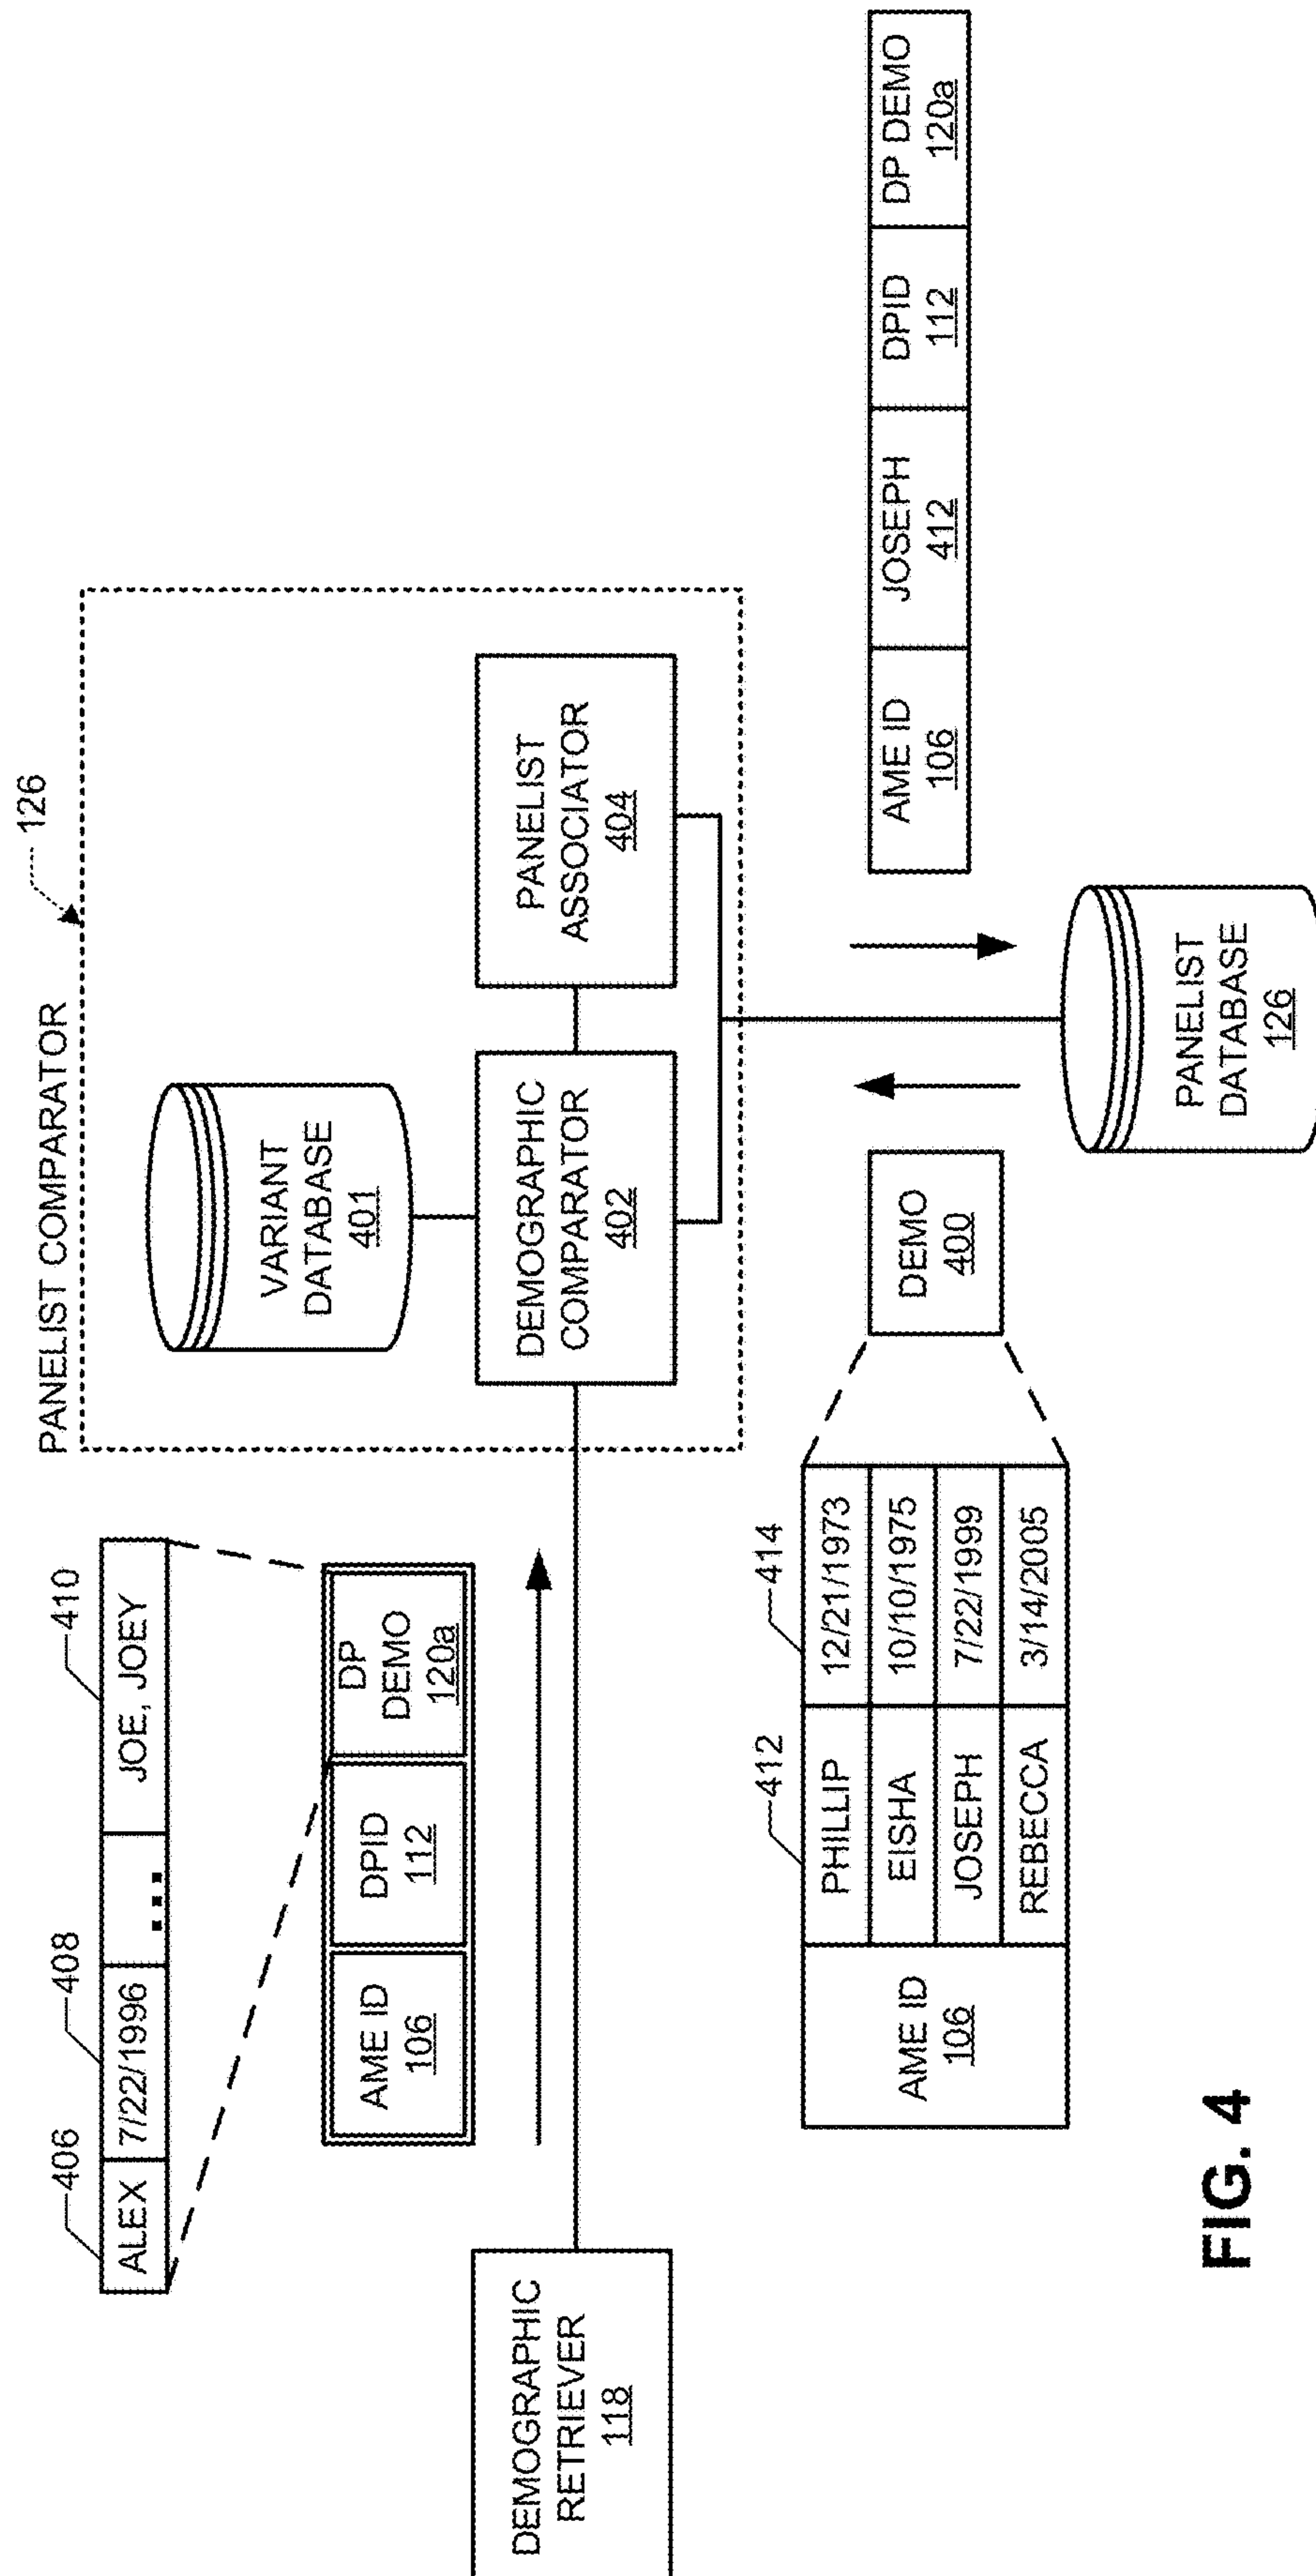 406
408
410
ALEX
7/22/1996
...
JOE, JOEY
AME ID
106
DPID
112
DP
DEMO
120a
DEMOGRAPHIC
RETRIEVER
118
PANELIST COMPARATOR
126
VARIANT
DATABASE
401
DEMOGRAPHIC
COMPARATOR
402
PANELIST
ASSOCIATOR
404
412
414
AME ID
106
PHILLIP
12/21/1973
EISHA
10/10/1975
JOSEPH
7/22/1999
REBECCA
3/14/2005
DEMO
400
AME ID
106
JOSEPH
412
DPID
112
DP DEMO
120a
PANELIST
DATABASE
126
FIG. 4